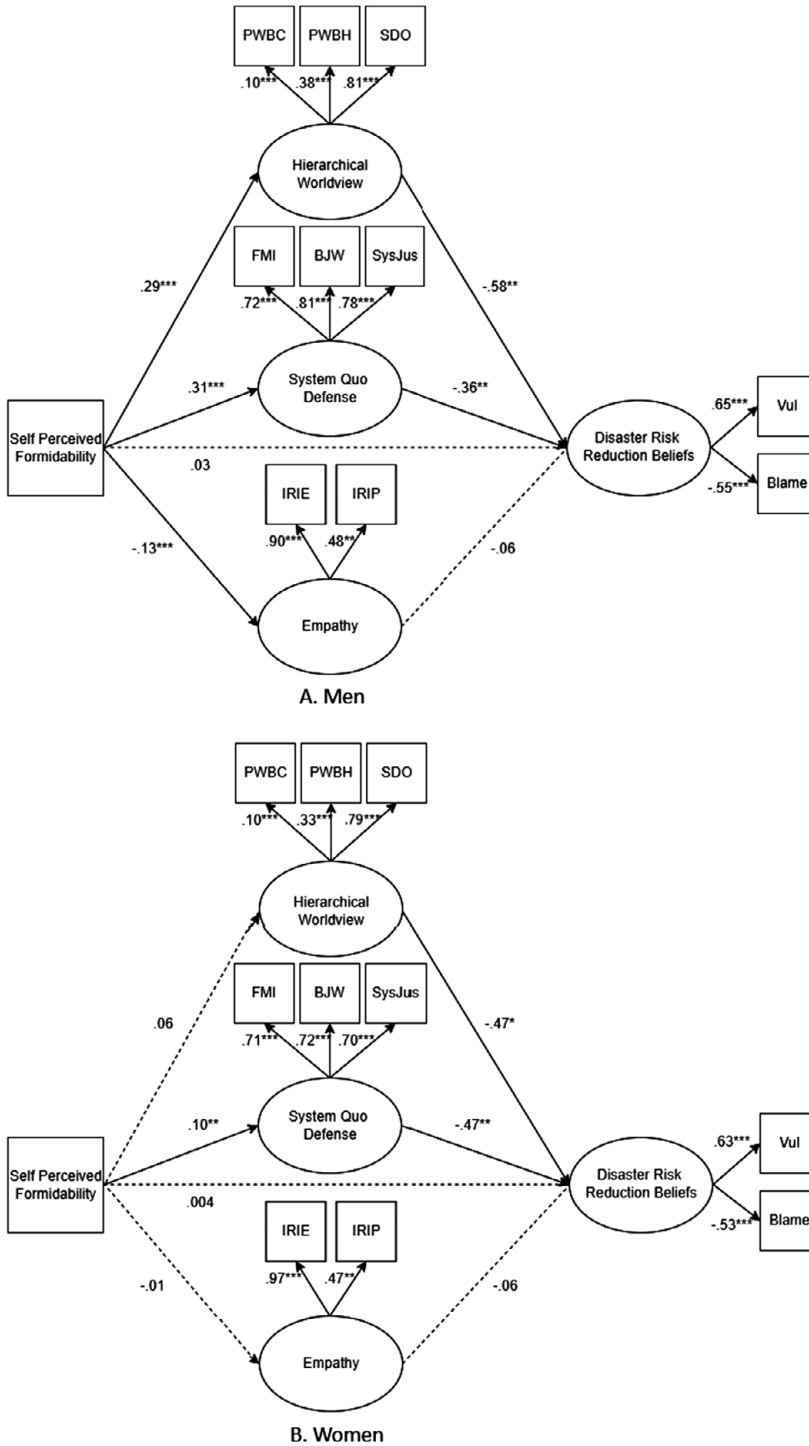 PWBC PWBH SDO
.10*** .38*** .81***
Hierarchical
Worldview
FMI BJW SysJus
.29*** .72*** .81*** .78*** -.58**
System Quo
Defense
.31*** -.36**
Self Perceived
Formidability
.03
Disaster Risk
Reduction Beliefs
.65*** Vul
-.55*** Blame
IRIE IRIP
-.13*** .90*** .48** -.06
Empathy
A. Men
PWBC PWBH SDO
.10*** .33*** .79***
Hierarchical
Worldview
FMI BJW SysJus
.06 .71*** .72*** .70*** -.47*
System Quo
Defense
.10** -.47**
Self Perceived
Formidability
.004
Disaster Risk
Reduction Beliefs
.63*** Vul
-.53*** Blame
IRIE IRIP
-.01 .97*** .47** -.06
Empathy
B. Women